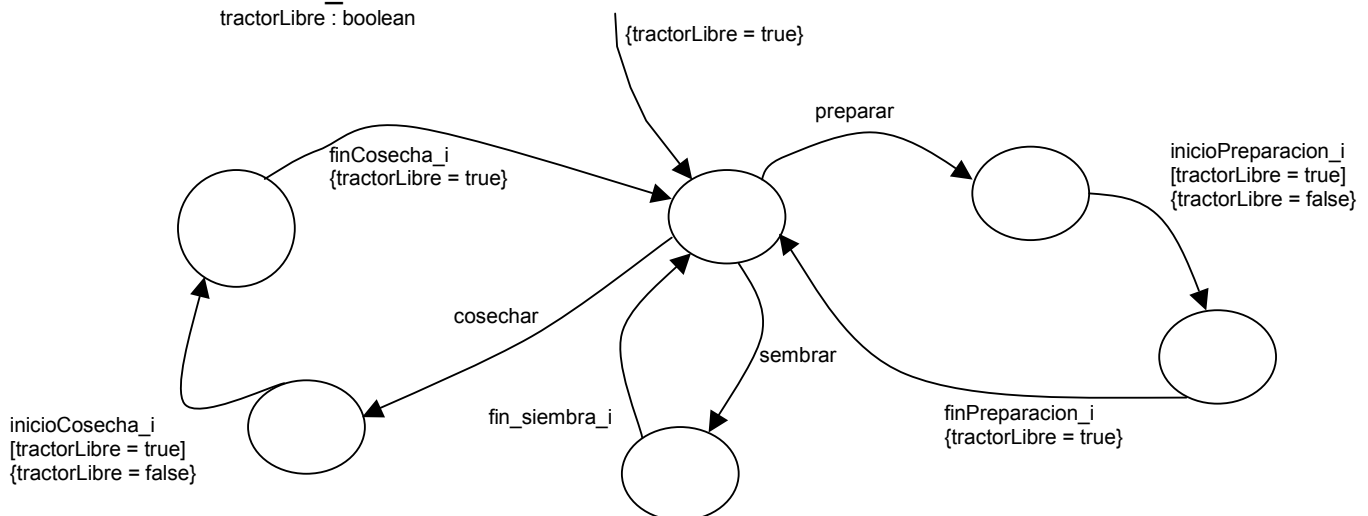 tractorLibre : boolean
{tractorLibre = true}
preparar
finCosecha_i
{tractorLibre = true}
inicioPreparacion_i
[tractorLibre = true]
{tractorLibre = false}
cosechar
sembrar
inicioCosecha_i
[tractorLibre = true]
{tractorLibre = false}
fin_siembra_i
finPreparacion_i
{tractorLibre = true}